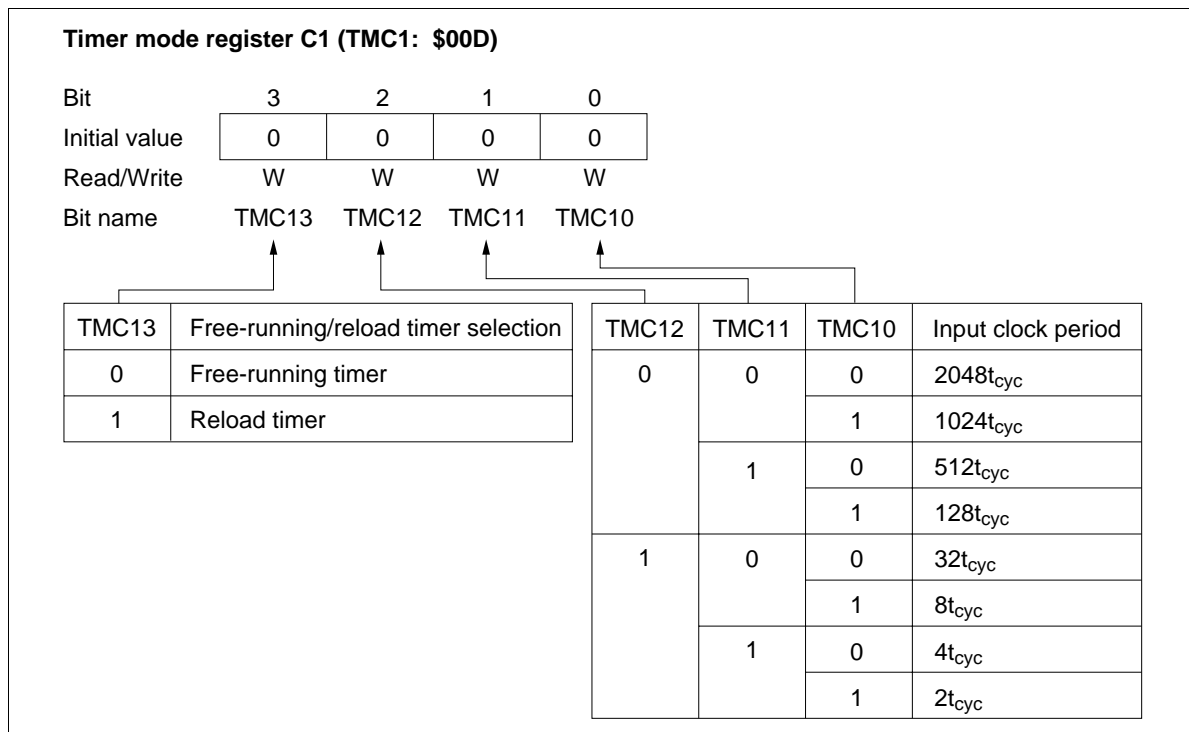 Timer mode register C1 (TMC1: $00D)
Bit 3 2 1 0
Initial value 0 0 0 0
Read/Write W W W W
Bit name TMC13 TMC12 TMC11 TMC10
TMC13 Free-running/reload timer selection
0 Free-running timer
1 Reload timer
TMC12 TMC11 TMC10 Input clock period
0 0 0 2048tcyc
1 1024tcyc
1 0 512tcyc
1 128tcyc
1 0 0 32tcyc
1 8tcyc
1 0 4tcyc
1 2tcyc